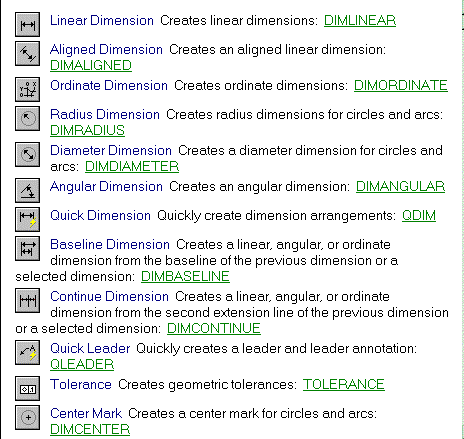 Linear Dimension Creates linear dimensions: DIMLINEAR
Aligned Dimension Creates an aligned linear dimension:
DIMALIGNED
Ordinate Dimension Creates ordinate dimensions: DIMORDINATE
Radius Dimension Creates radius dimensions for circles and arcs:
DIMRADIUS
Diameter Dimension Creates a diameter dimension for circles and
arcs: DIMDIAMETER
Angular Dimension Creates an angular dimension: DIMANGULAR
Quick Dimension Quickly create dimension arrangements: QDIM
Baseline Dimension Creates a linear, angular, or ordinate
dimension from the baseline of the previous dimension or a
selected dimension: DIMBASELINE
Continue Dimension Creates a linear, angular, or ordinate
dimension from the second extension line of the previous dimension
or a selected dimension: DIMCONTINUE
Quick Leader Quickly creates a leader and leader annotation:
QLEADER
Tolerance Creates geometric tolerances: TOLERANCE
Center Mark Creates a center mark for circles and arcs:
DIMCENTER